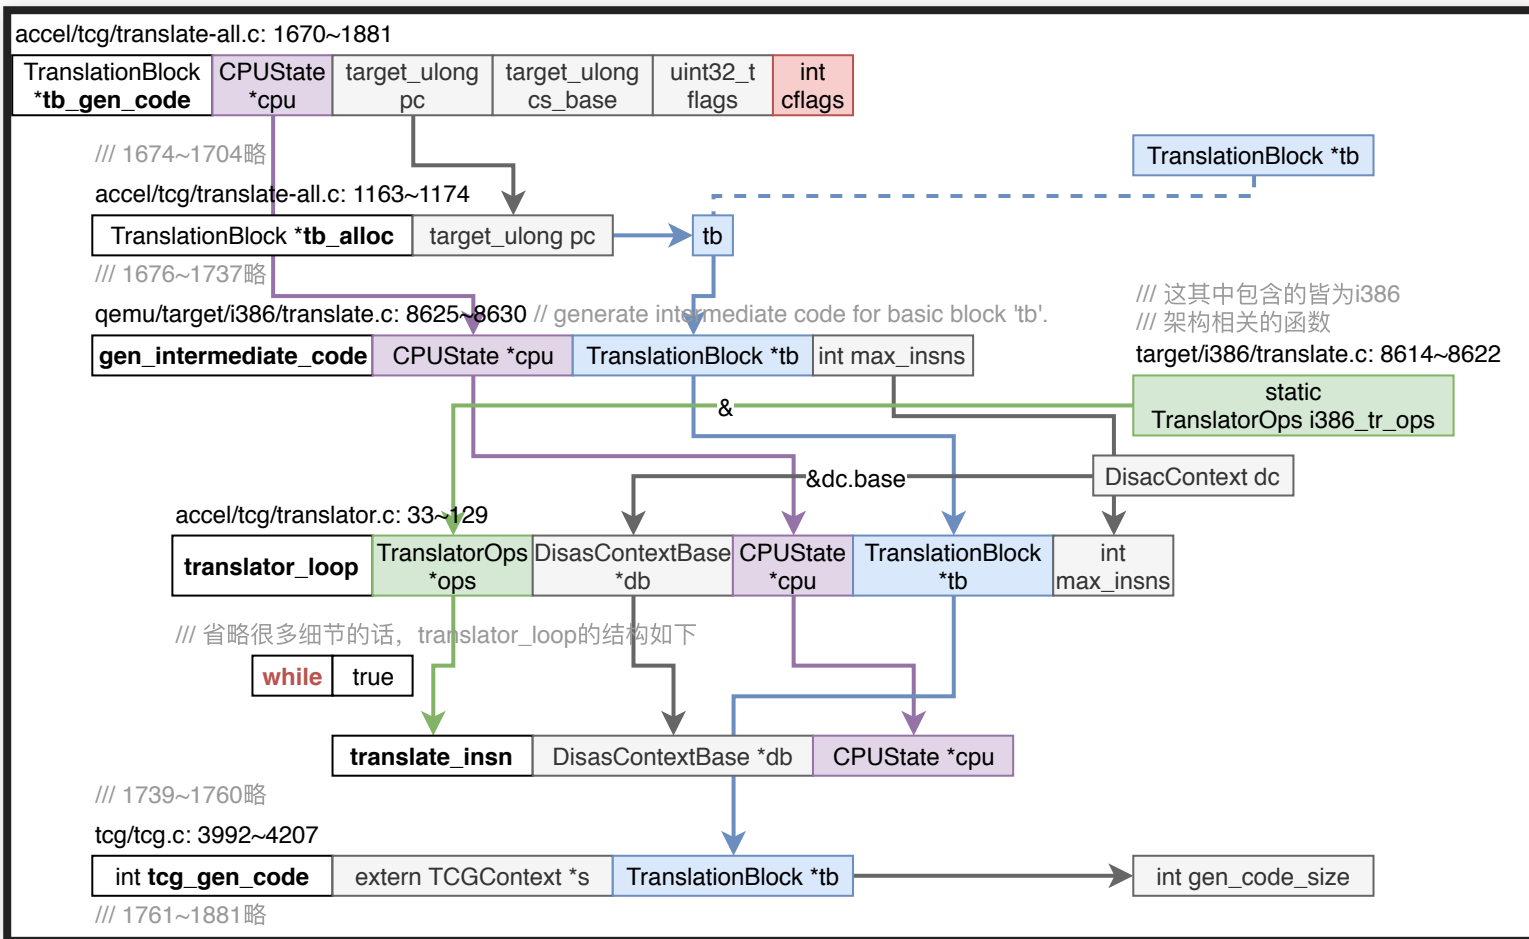 accel/tcg/translate-all.c: 1670~1881
TranslationBlock
*tb_gen_code
CPUState
*cpu
target_ulong
pc
target_ulong
cs_base
uint32_t
flags
int
cflags
/// 1674~1704略
TranslationBlock *tb
accel/tcg/translate-all.c: 1163~1174
TranslationBlock *tb_alloc
target_ulong pc
tb
/// 1676~1737略
/// 这其中包含的皆为i386
/// 架构相关的函数
qemu/target/i386/translate.c: 8625~8630 // generate intermediate code for basic block 'tb'.
target/i386/translate.c: 8614~8622
gen_intermediate_code
CPUState *cpu
TranslationBlock *tb
int max_insns
static
TranslatorOps i386_tr_ops
&
&dc.base
DisacContext dc
accel/tcg/translator.c: 33~129
translator_loop
TranslatorOps
*ops
DisasContextBase
*db
CPUState
*cpu
TranslationBlock
*tb
int
max_insns
/// 省略很多细节的话，translator_loop的结构如下
while
true
translate_insn
DisasContextBase *db
CPUState *cpu
/// 1739~1760略
tcg/tcg.c: 3992~4207
int tcg_gen_code
extern TCGContext *s
TranslationBlock *tb
int gen_code_size
/// 1761~1881略